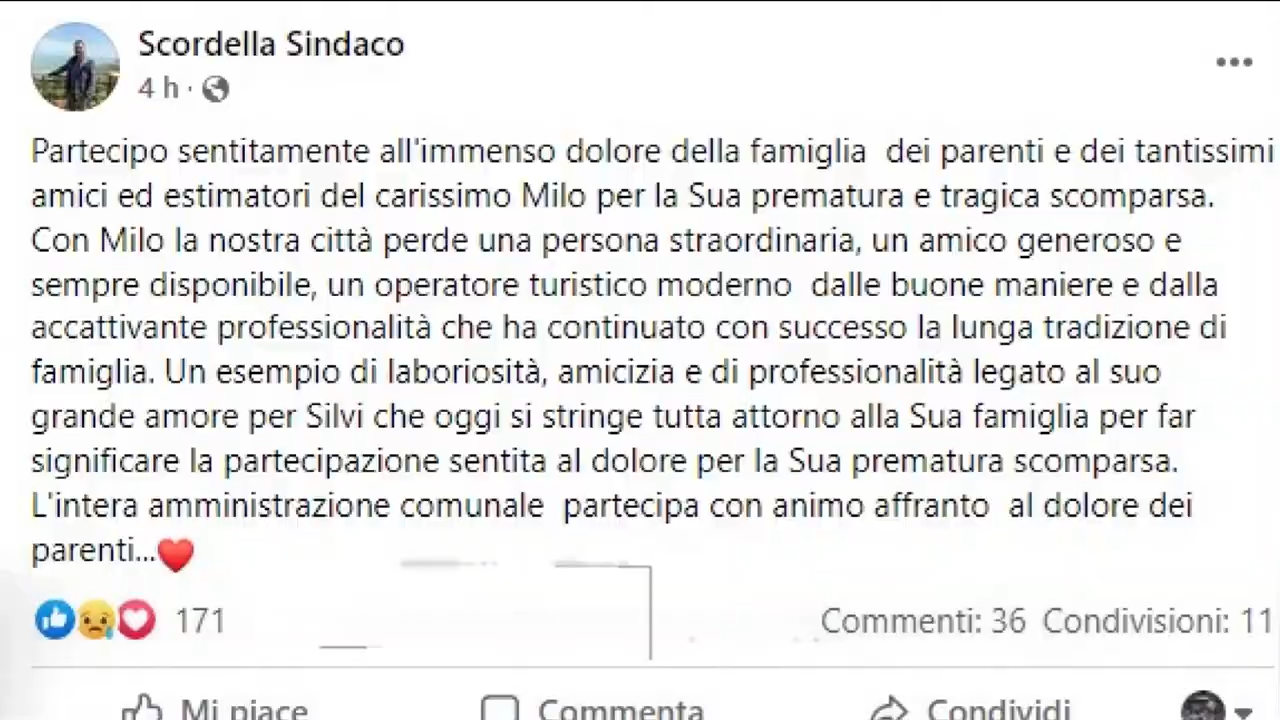 Scordella Sindaco
4 h ·
Partecipo sentitamente all'immenso dolore della famiglia  dei parenti e dei tantissimi
amici ed estimatori del carissimo Milo per la Sua prematura e tragica scomparsa.
Con Milo la nostra città perde una persona straordinaria, un amico generoso e
sempre disponibile, un operatore turistico moderno  dalle buone maniere e dalla
accattivante professionalità che ha continuato con successo la lunga tradizione di
famiglia. Un esempio di laboriosità, amicizia e di professionalità legato al suo
grande amore per Silvi che oggi si stringe tutta attorno alla Sua famiglia per far
significare la partecipazione sentita al dolore per la Sua prematura scomparsa.
L'intera amministrazione comunale  partecipa con animo affranto  al dolore dei
parenti...❤️
171 Commenti: 36 Condivisioni: 11
Mi piace Commenta Condividi